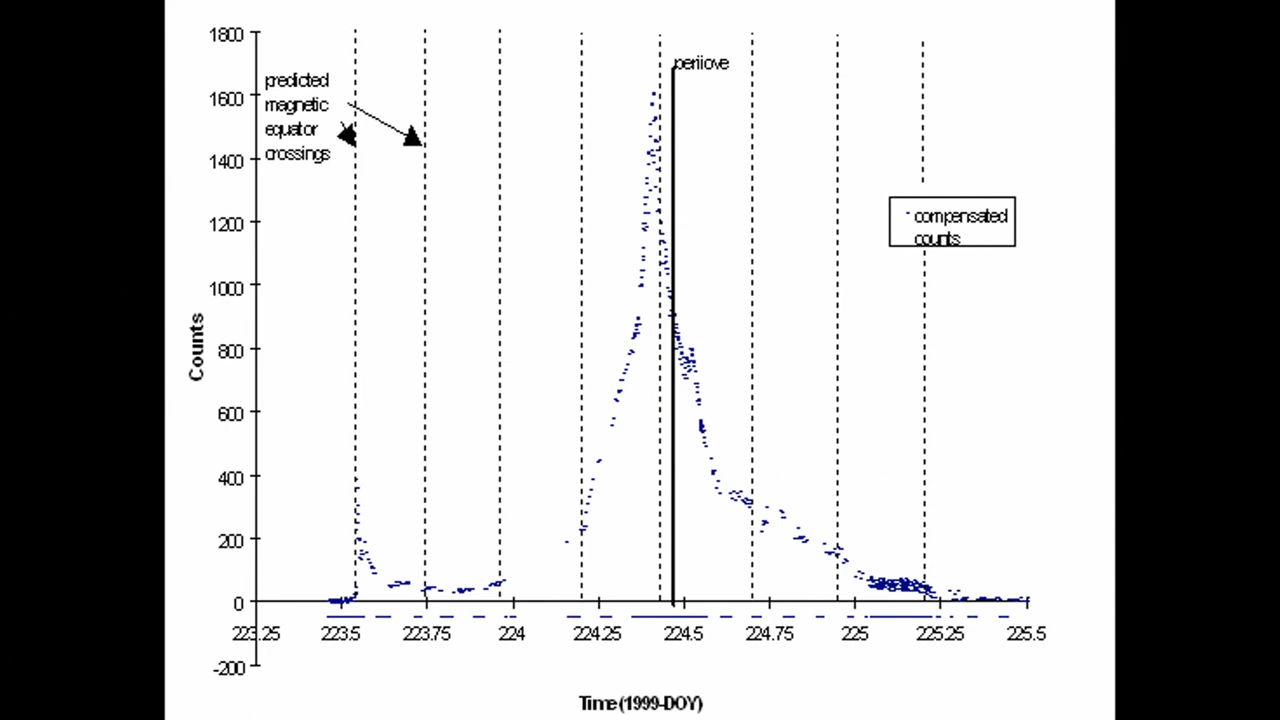 1800
perijove
predicted
magnetic
equator
crossings
1600
1400
1200
1000
800
600
400
200
0
-200
compensated
counts
Counts
223.25 223.5 223.75 224 224.25 224.5 224.75 225 225.25 225.5
Time (1999-DOY)